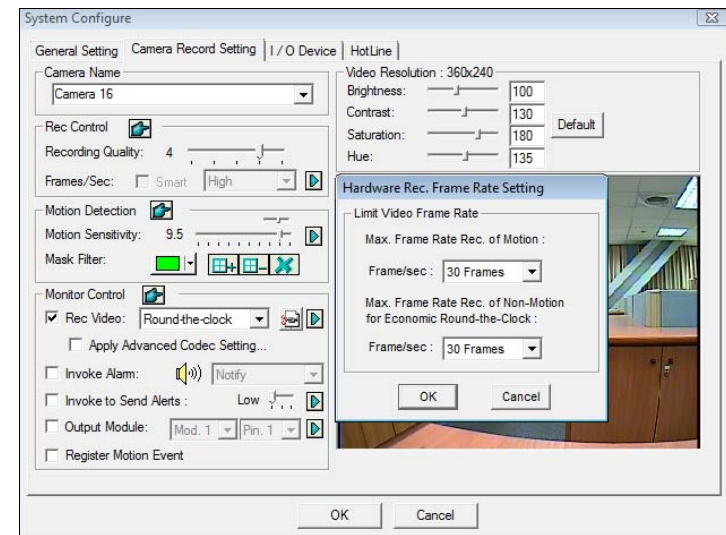 System Configure
General Setting
Camera Record Setting
I / O Device
HotLine
Camera Name
Camera 16
Rec Control
Recording Quality: 4
Frames/Sec: Smart High
Motion Detection
Motion Sensitivity: 9.5
Mask Filter:
Monitor Control
Rec Video: Round-the-clock
Apply Advanced Codec Setting...
Invoke Alarm: Notify
Invoke to Send Alerts : Low
Output Module: Mod. 1 Pin. 1
Register Motion Event
Video Resolution : 360x240
Brightness: 100
Contrast: 130
Saturation: 180
Hue: 135
Default
Hardware Rec. Frame Rate Setting
Limit Video Frame Rate
Max. Frame Rate Rec. of Motion :
Frame/sec : 30 Frames
Max. Frame Rate Rec. of Non-Motion
for Economic Round-the-Clock :
Frame/sec : 30 Frames
OK
Cancel
OK
Cancel